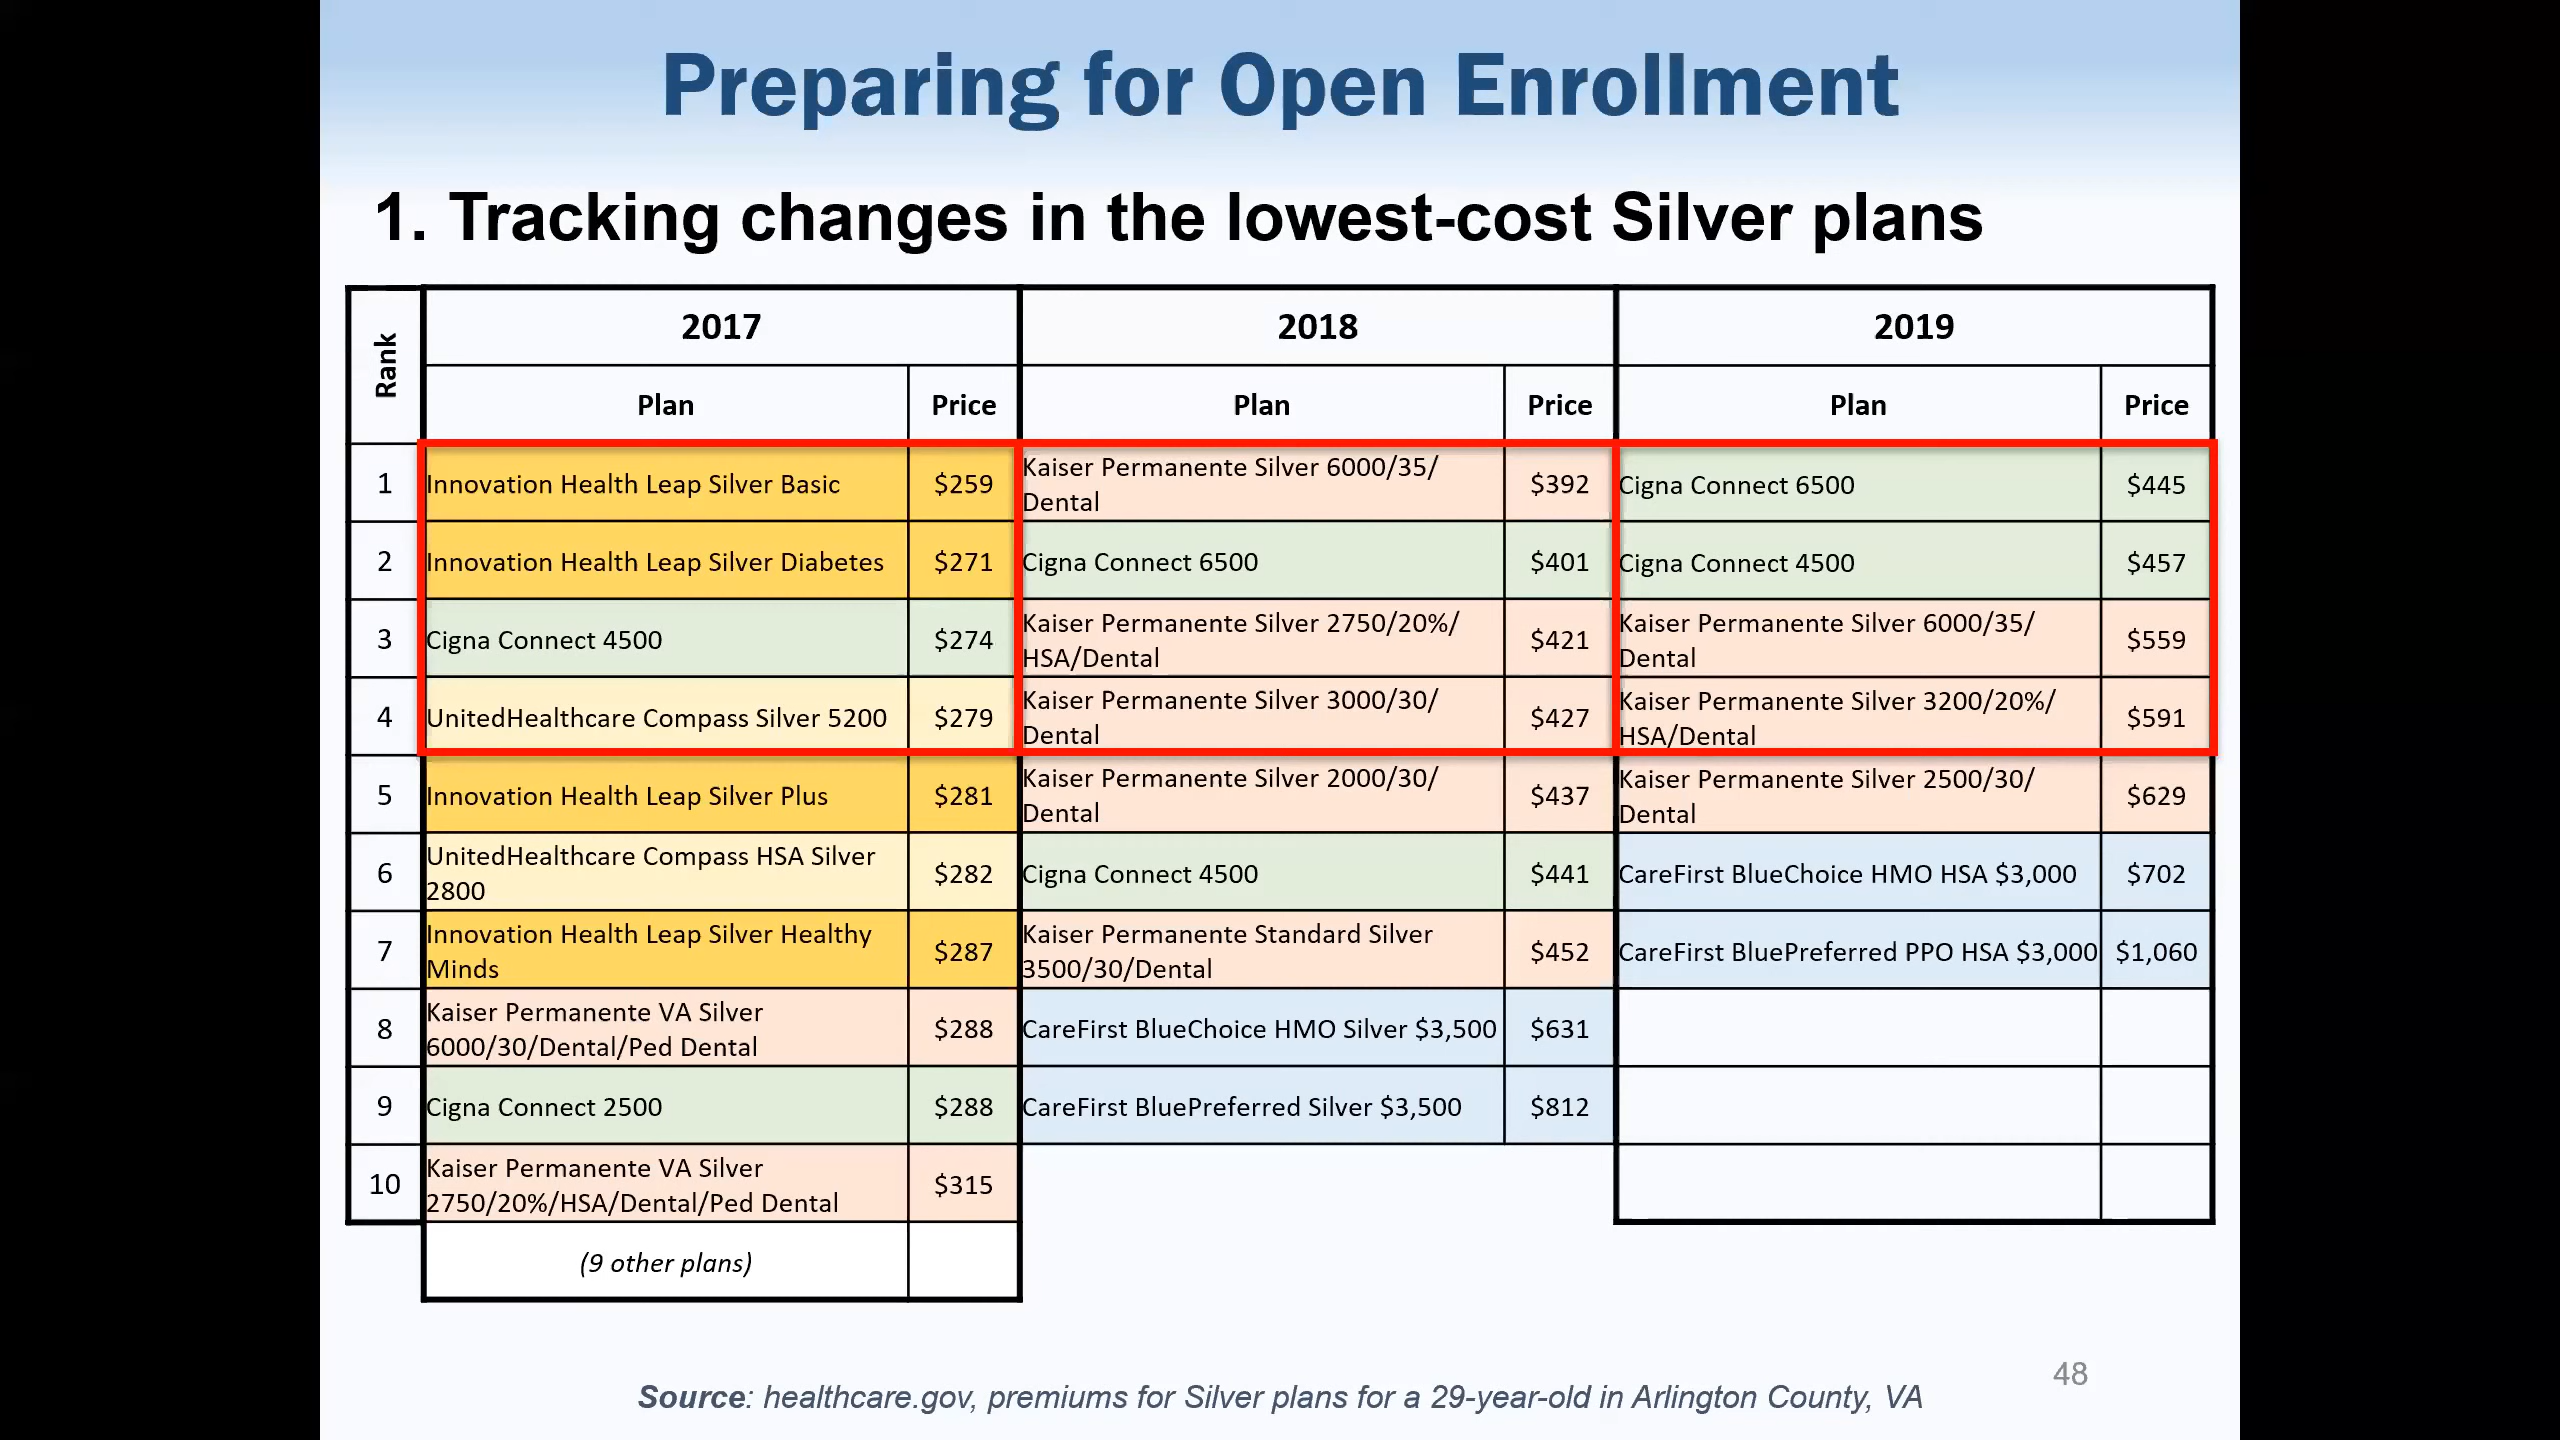 Preparing for Open Enrollment
1. Tracking changes in the lowest-cost Silver plans
Rank
2017
2018
2019
Plan
Price
Plan
Price
Plan
Price
1
Innovation Health Leap Silver Basic
$259
Kaiser Permanente Silver 6000/35/
Dental
$392
Cigna Connect 6500
$445
2
Innovation Health Leap Silver Diabetes
$271
Cigna Connect 6500
$401
Cigna Connect 4500
$457
3
Cigna Connect 4500
$274
Kaiser Permanente Silver 2750/20%/
HSA/Dental
$421
Kaiser Permanente Silver 6000/35/
Dental
$559
4
UnitedHealthcare Compass Silver 5200
$279
Kaiser Permanente Silver 3000/30/
Dental
$427
Kaiser Permanente Silver 3200/20%/
HSA/Dental
$591
5
Innovation Health Leap Silver Plus
$281
Kaiser Permanente Silver 2000/30/
Dental
$437
Kaiser Permanente Silver 2500/30/
Dental
$629
6
UnitedHealthcare Compass HSA Silver
2800
$282
Cigna Connect 4500
$441
CareFirst BlueChoice HMO HSA $3,000
$702
7
Innovation Health Leap Silver Healthy
Minds
$287
Kaiser Permanente Standard Silver
3500/30/Dental
$452
CareFirst BluePreferred PPO HSA $3,000
$1,060
8
Kaiser Permanente VA Silver
6000/30/Dental/Ped Dental
$288
CareFirst BlueChoice HMO Silver $3,500
$631
9
Cigna Connect 2500
$288
CareFirst BluePreferred Silver $3,500
$812
10
Kaiser Permanente VA Silver
2750/20%/HSA/Dental/Ped Dental
$315
(9 other plans)
48
Source: healthcare.gov, premiums for Silver plans for a 29-year-old in Arlington County, VA